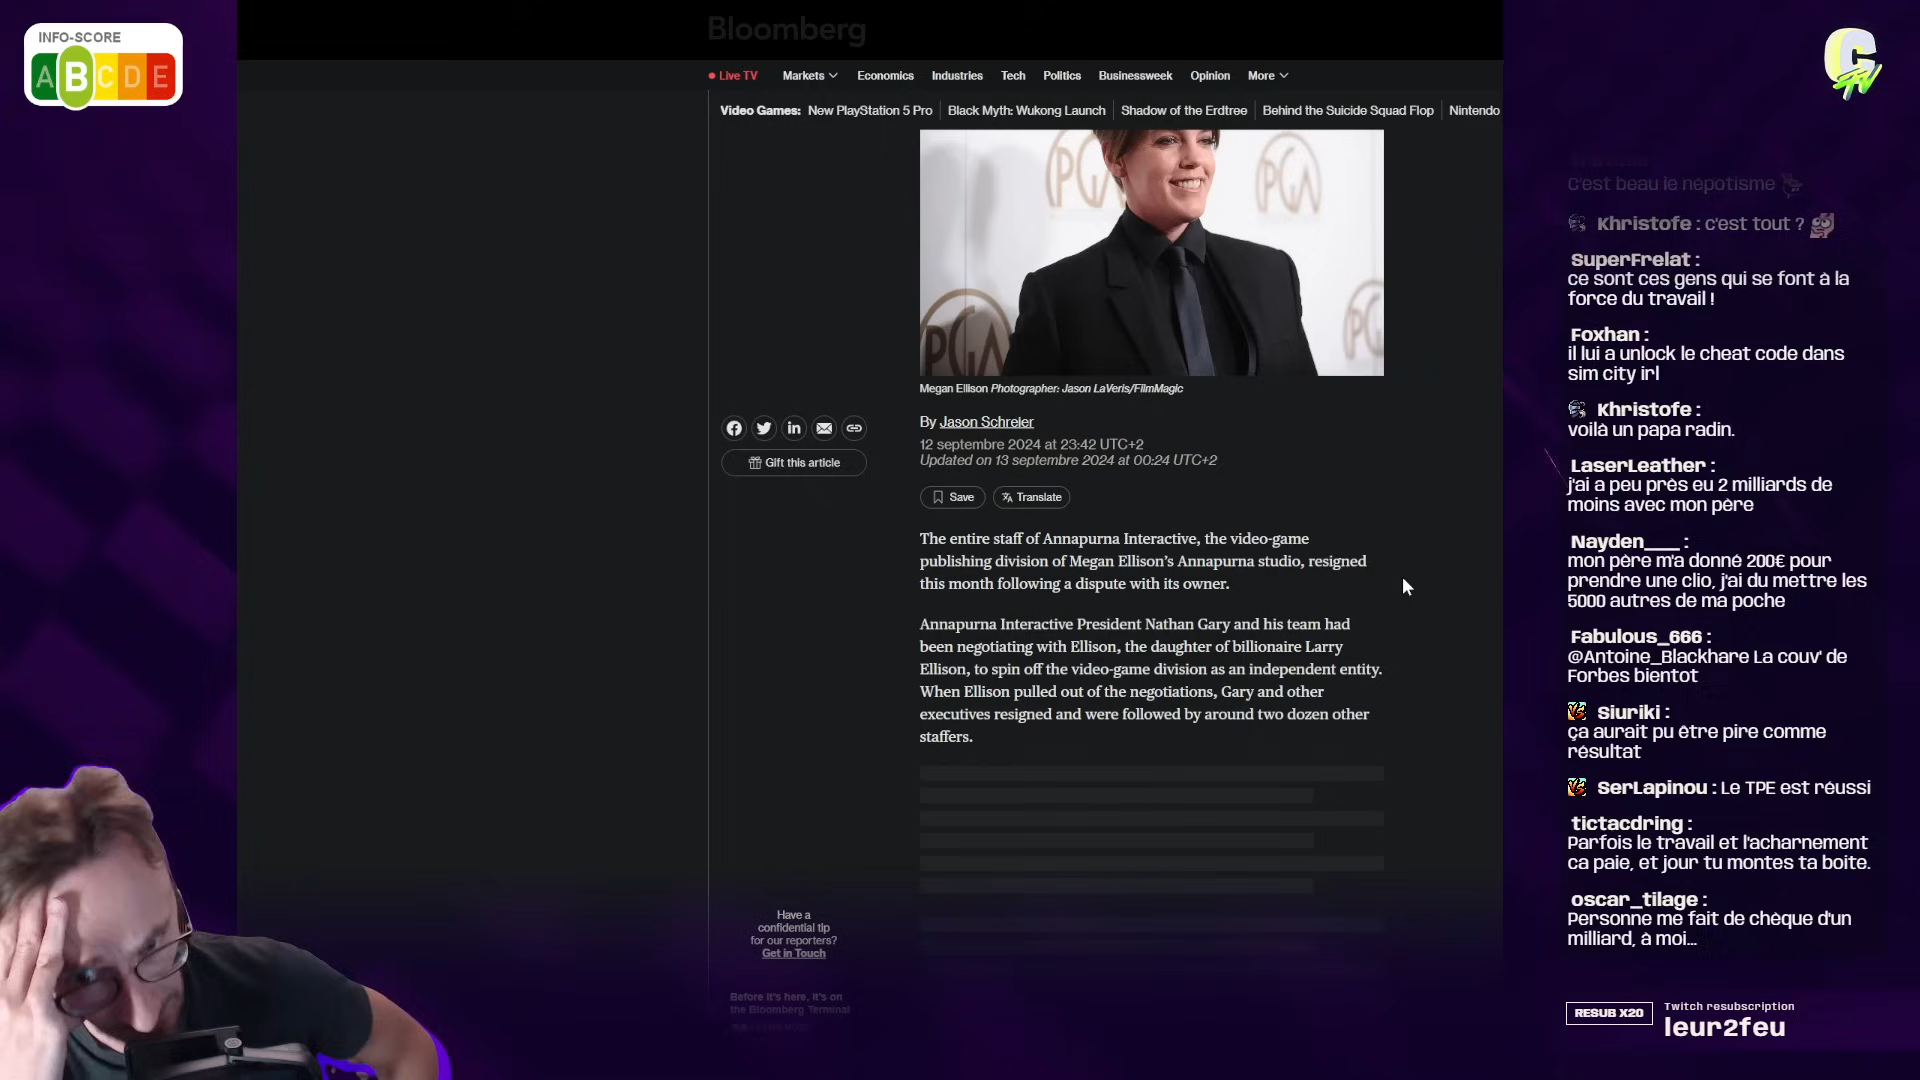 INFO-SCORE
A B C D E
Bloomberg
Live TV
Markets
Economics
Industries
Tech
Politics
Businessweek
Opinion
More
Video Games:
New PlayStation 5 Pro
Black Myth: Wukong Launch
Shadow of the Erdtree
Behind the Suicide Squad Flop
Nintendo
PGA
PGA
PGA
Megan Ellison Photographer: Jason LaVeris/FilmMagic
Gift this article
By Jason Schreier
12 septembre 2024 at 23:42 UTC+2
Updated on 13 septembre 2024 at 00:24 UTC+2
Save
Translate
The entire staff of Annapurna Interactive, the video-game
publishing division of Megan Ellison's Annapurna studio, resigned
this month following a dispute with its owner.
Annapurna Interactive President Nathan Gary and his team had
been negotiating with Ellison, the daughter of billionaire Larry
Ellison, to spin off the video-game division as an independent entity.
When Ellison pulled out of the negotiations, Gary and other
executives resigned and were followed by around two dozen other
staffers.
Have a
confidential tip
for our reporters?
Get in Touch
Before it's here, it's on
the Bloomberg Terminal
C TV
C'est beau le népotisme
Khristofe : c'est tout ?
SuperFrelat :
ce sont ces gens qui se font à la
force du travail !
Foxhan :
il lui a unlock le cheat code dans
sim city irl
Khristofe :
voilà un papa radin.
LaserLeather :
j'ai a peu près eu 2 milliards de
moins avec mon père
Nayden___ :
mon père m'a donné 200€ pour
prendre une clio, j'ai du mettre les
5000 autres de ma poche
Fabulous_666 :
@Antoine_Blackhare La couv' de
Forbes bientot
Siuriki :
ça aurait pu être pire comme
résultat
SerLapinou : Le TPE est réussi
tictacdring :
Parfois le travail et l'acharnement
ca paie, et jour tu montes ta boite.
oscar_tilage :
Personne me fait de chèque d'un
milliard, à moi...
RESUB X20
Twitch resubscription
leur2feu